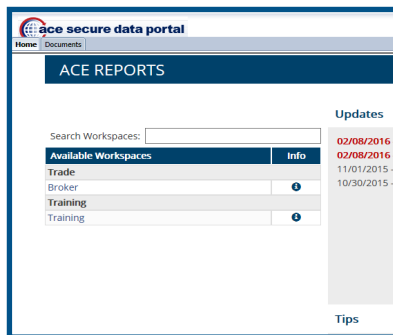 ace secure data portal
Home Documents
ACE REPORTS
Updates
Search Workspaces:
02/08/2016
Available Workspaces Info
02/08/2016
Trade
11/01/2015 -
Broker
10/30/2015 -
Training
Training
Tips